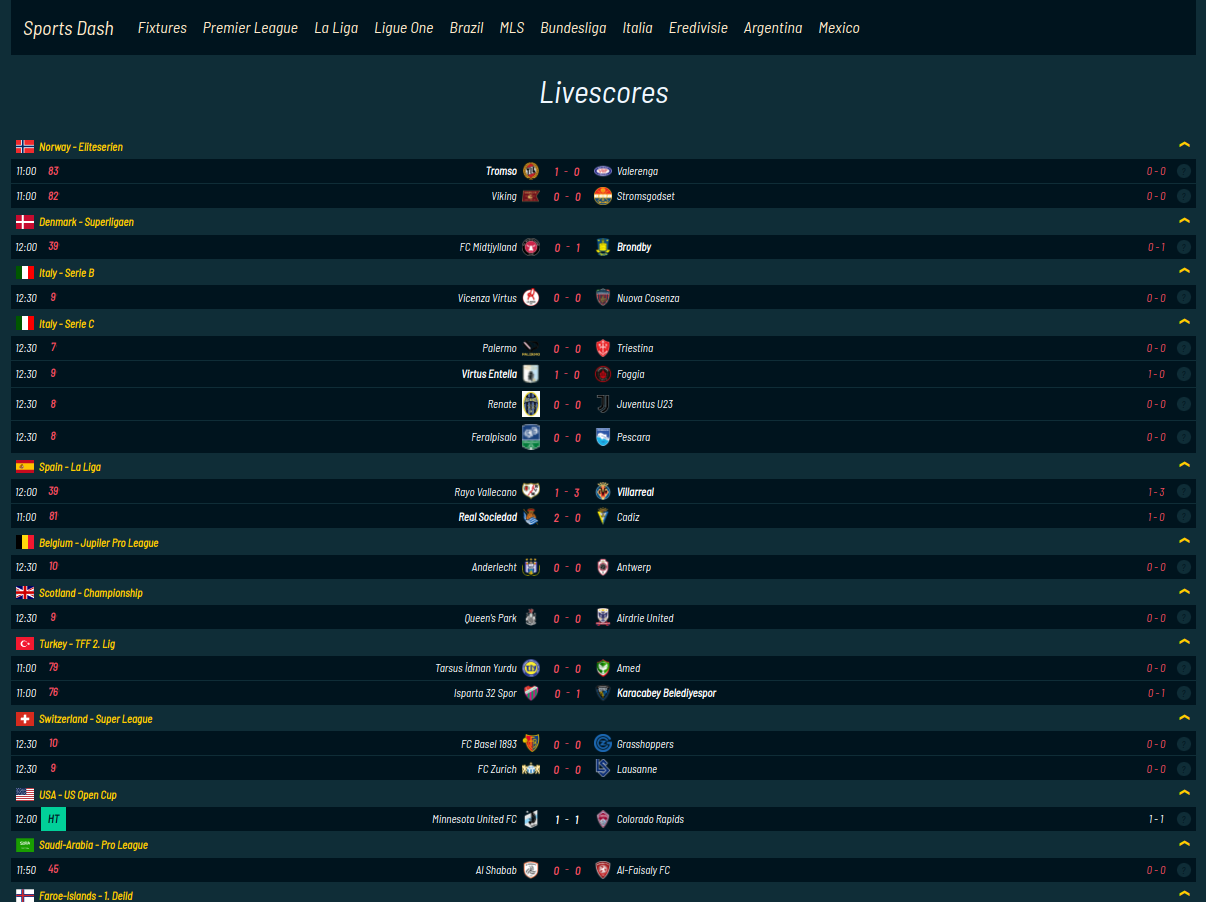 Sports Dash Fixtures Premier League La Liga Ligue One Brazil MLS Bundesliga Italia Eredivisie Argentina Mexico
Livescores
Norway - Eliteserien
11:00 83 Tromso 1 - 0 Valerenga 0 - 0
11:00 82 Viking 0 - 0 Stromsgodset 0 - 0
Denmark - Superligaen
12:00 39 FC Midtjylland 0 - 1 Brondby 0 - 1
Italy - Serie B
12:30 9 Vicenza Virtus 0 - 0 Nuova Cosenza 0 - 0
Italy - Serie C
12:30 7 Palermo 0 - 0 Triestina 0 - 0
12:30 9 Virtus Entella 1 - 0 Foggia 1 - 0
12:30 8 Renate 0 - 0 Juventus U23 0 - 0
12:30 8 Feralpisalo 0 - 0 Pescara 0 - 0
Spain - La Liga
12:00 39 Rayo Vallecano 1 - 3 Villarreal 1 - 3
11:00 81 Real Sociedad 2 - 0 Cadiz 1 - 0
Belgium - Jupiler Pro League
12:30 10 Anderlecht 0 - 0 Antwerp 0 - 0
Scotland - Championship
12:30 9 Queen's Park 0 - 0 Airdrie United 0 - 0
Turkey - TFF 2. Lig
11:00 79 Tarsus İdman Yurdu 0 - 0 Amed 0 - 0
11:00 76 Isparta 32 Spor 0 - 1 Karacabey Belediyespor 0 - 1
Switzerland - Super League
12:30 10 FC Basel 1893 0 - 0 Grasshoppers 0 - 0
12:30 9 FC Zurich 0 - 0 Lausanne 0 - 0
USA - US Open Cup
12:00 HT Minnesota United FC 1 - 1 Colorado Rapids 1 - 1
Saudi-Arabia - Pro League
11:50 45 Al Shabab 0 - 0 Al-Faisaly FC 0 - 0
Faroe-Islands - 1. Deild